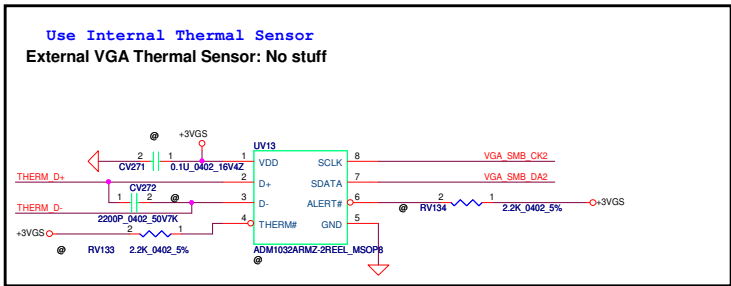 Use Internal Thermal Sensor
External VGA Thermal Sensor: No stuff
@ +3VGS
UV13
2 1 1 VDD SCLK 8 VGA_SMB_CK2
CV271 0.1U_0402_16V4Z
THERM_D+ 2 D+ SDATA 7 VGA_SMB_DA2
CV272
1 2 @ 3 D- ALERT# 6 @ RV134 2 1 2.2K_0402_5% +3VGS
THERM_D-
2200P_0402_50V7K
+3VGS 2 1 4 THERM# GND 5
@ RV133 2.2K_0402_5% ADM1032ARMZ-2REEL_MSOP8
@